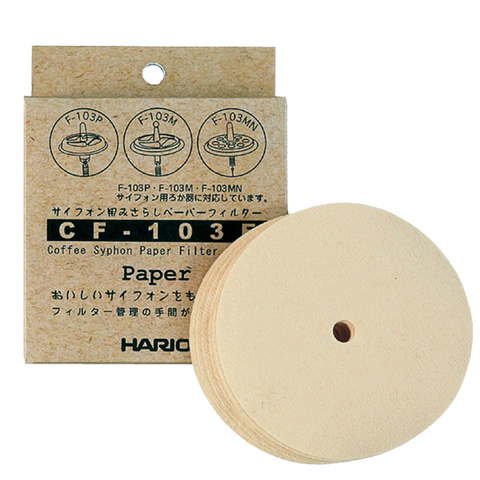 F-103P
F-103M
F-103MN
F-103P・F-103M・F-103MN
サイフォン用ろか器に対応しています。
サイフォン用みさらしペーパーフィルター
CF-103E
Coffee Syphon Paper Filter
Paper
おいしいサイフォンをも
フィルター管理の手間が
HARIO